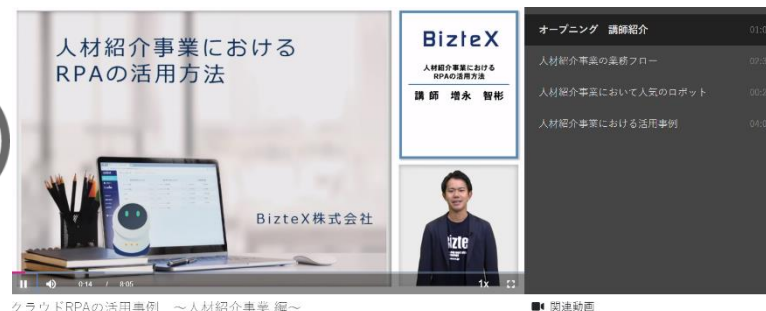 人材紹介事業における
RPAの活用方法
BizteX株式会社
BizteX
人材紹介事業における
RPAの活用方法
講師 増永 智彬
Bizte
0:14 / 8:05
1x
オープニング 講師紹介
人材紹介事業の業務フロー
人材紹介事業において人気のロボット
人材紹介事業における活用事例
クラウドRPAの活用事例 ～人材紹介事業 編～
関連動画